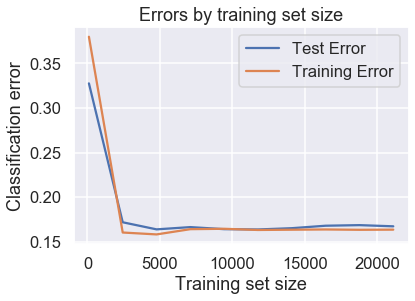 Errors by training set size
Test Error
Training Error
Classification error
0.35
0.30
0.25
0.20
0.15
0
5000
10000
15000
20000
Training set size